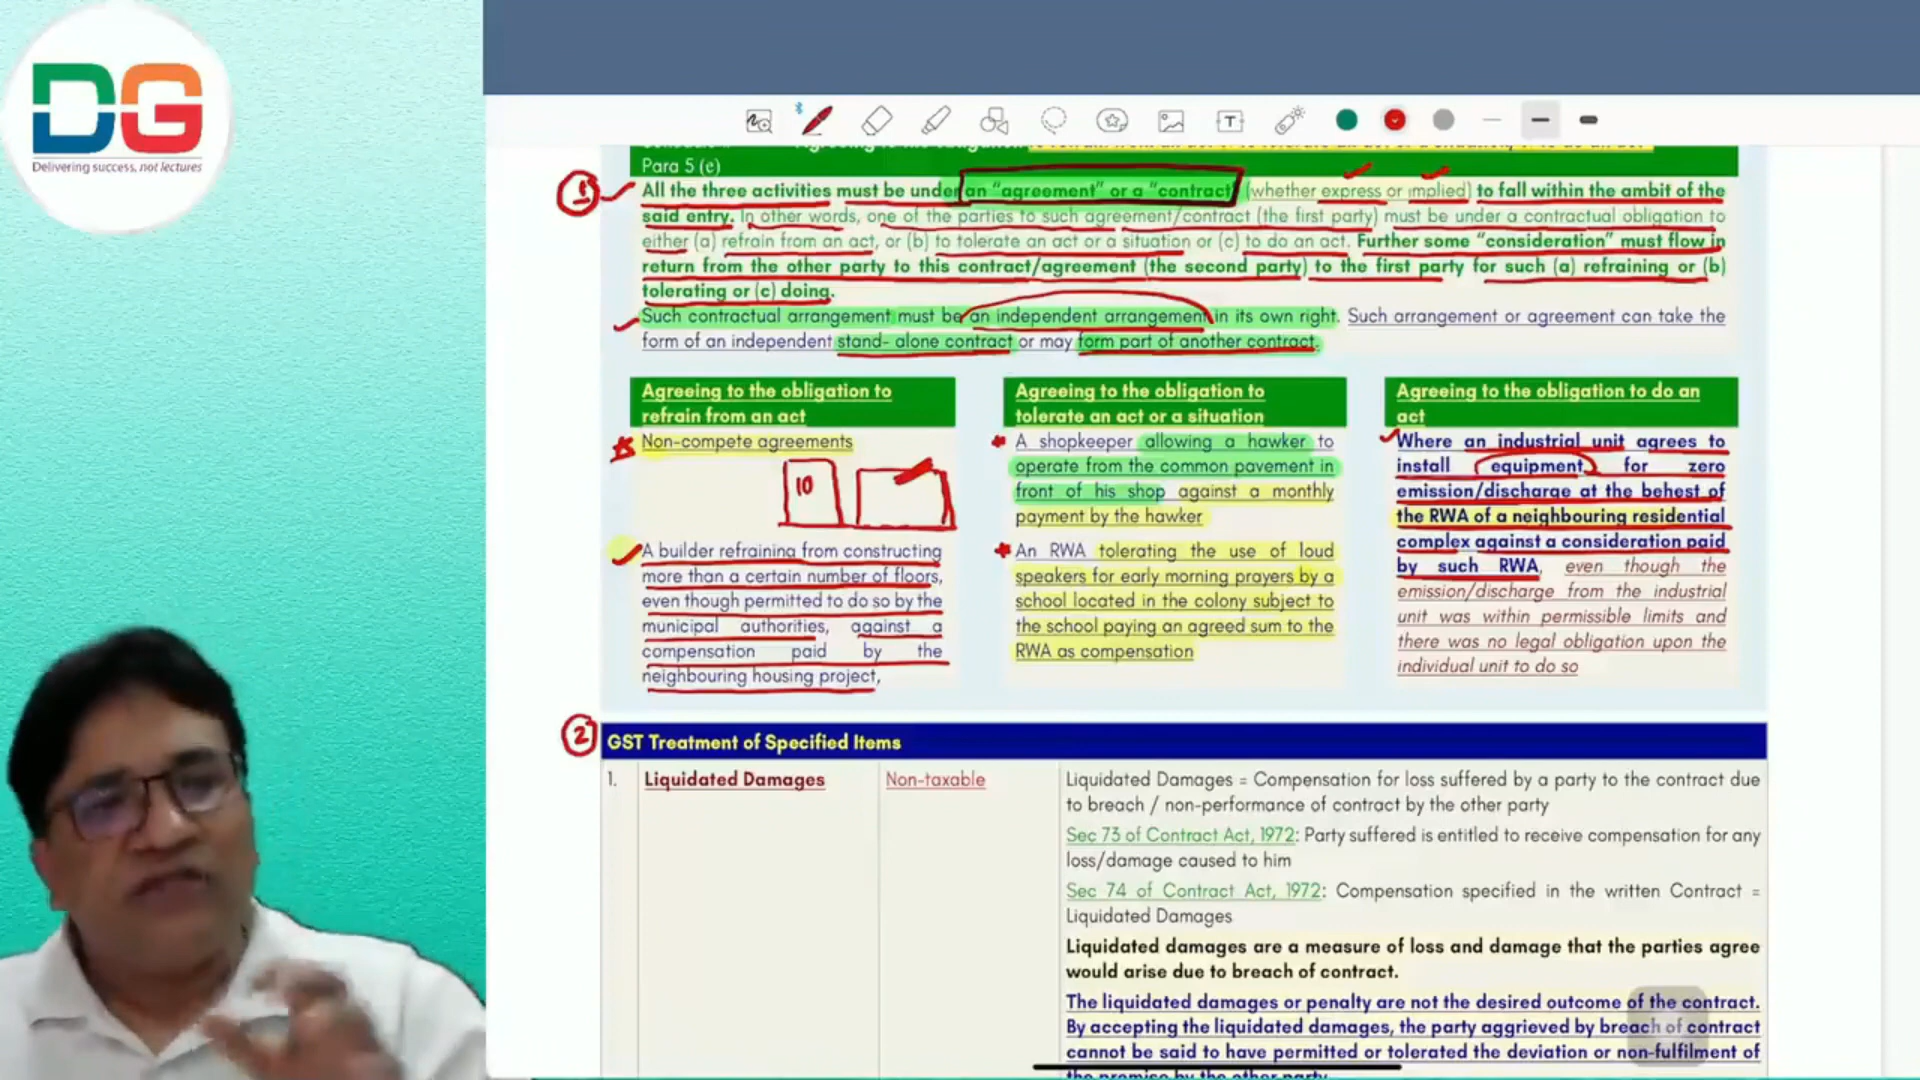 DG
Delivering success, not lectures
Para 5 (e)
1 All the three activities must be under an "agreement" or a "contract" (whether express or implied) to fall within the ambit of the
said entry. In other words, one of the parties to such agreement/contract (the first party) must be under a contractual obligation to
either (a) refrain from an act, or (b) to tolerate an act or a situation or (c) to do an act. Further some "consideration" must flow in
return from the other party to this contract/agreement (the second party) to the first party for such (a) refraining or (b)
tolerating or (c) doing.
Such contractual arrangement must be an independent arrangement in its own right. Such arrangement or agreement can take the
form of an independent stand- alone contract or may form part of another contract.
Agreeing to the obligation to
refrain from an act
Non-compete agreements
10
A builder refraining from constructing
more than a certain number of floors,
even though permitted to do so by the
municipal authorities, against a
compensation paid by the
neighbouring housing project,
Agreeing to the obligation to
tolerate an act or a situation
A shopkeeper allowing a hawker to
operate from the common pavement in
front of his shop against a monthly
payment by the hawker
An RWA tolerating the use of loud
speakers for early morning prayers by a
school located in the colony subject to
the school paying an agreed sum to the
RWA as compensation
Agreeing to the obligation to do an
act
Where an industrial unit agrees to
install equipment for zero
emission/discharge at the behest of
the RWA of a neighbouring residential
complex against a consideration paid
by such RWA, even though the
emission/discharge from the industrial
unit was within permissible limits and
there was no legal obligation upon the
individual unit to do so
2 GST Treatment of Specified Items
1. Liquidated Damages Non-taxable Liquidated Damages = Compensation for loss suffered by a party to the contract due
to breach / non-performance of contract by the other party
Sec 73 of Contract Act, 1972: Party suffered is entitled to receive compensation for any
loss/damage caused to him
Sec 74 of Contract Act, 1972: Compensation specified in the written Contract =
Liquidated Damages
Liquidated damages are a measure of loss and damage that the parties agree
would arise due to breach of contract.
The liquidated damages or penalty are not the desired outcome of the contract.
By accepting the liquidated damages, the party aggrieved by breach of contract
cannot be said to have permitted or tolerated the deviation or non-fulfilment of
the promise by the other party.